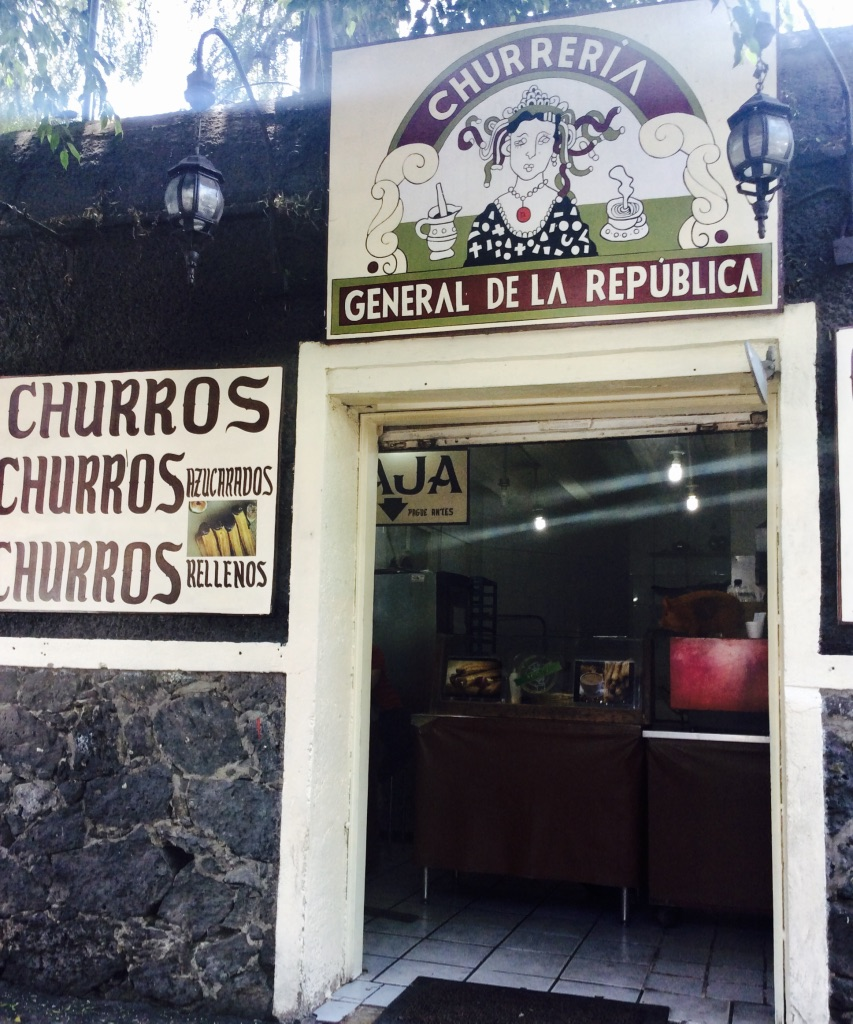 CHURRERÍA
GENERAL DE LA REPÚBLICA
CHURROS
CHURROS AZUCARADOS
CHURROS RELLENOS
AJA
PAGUE ANTES